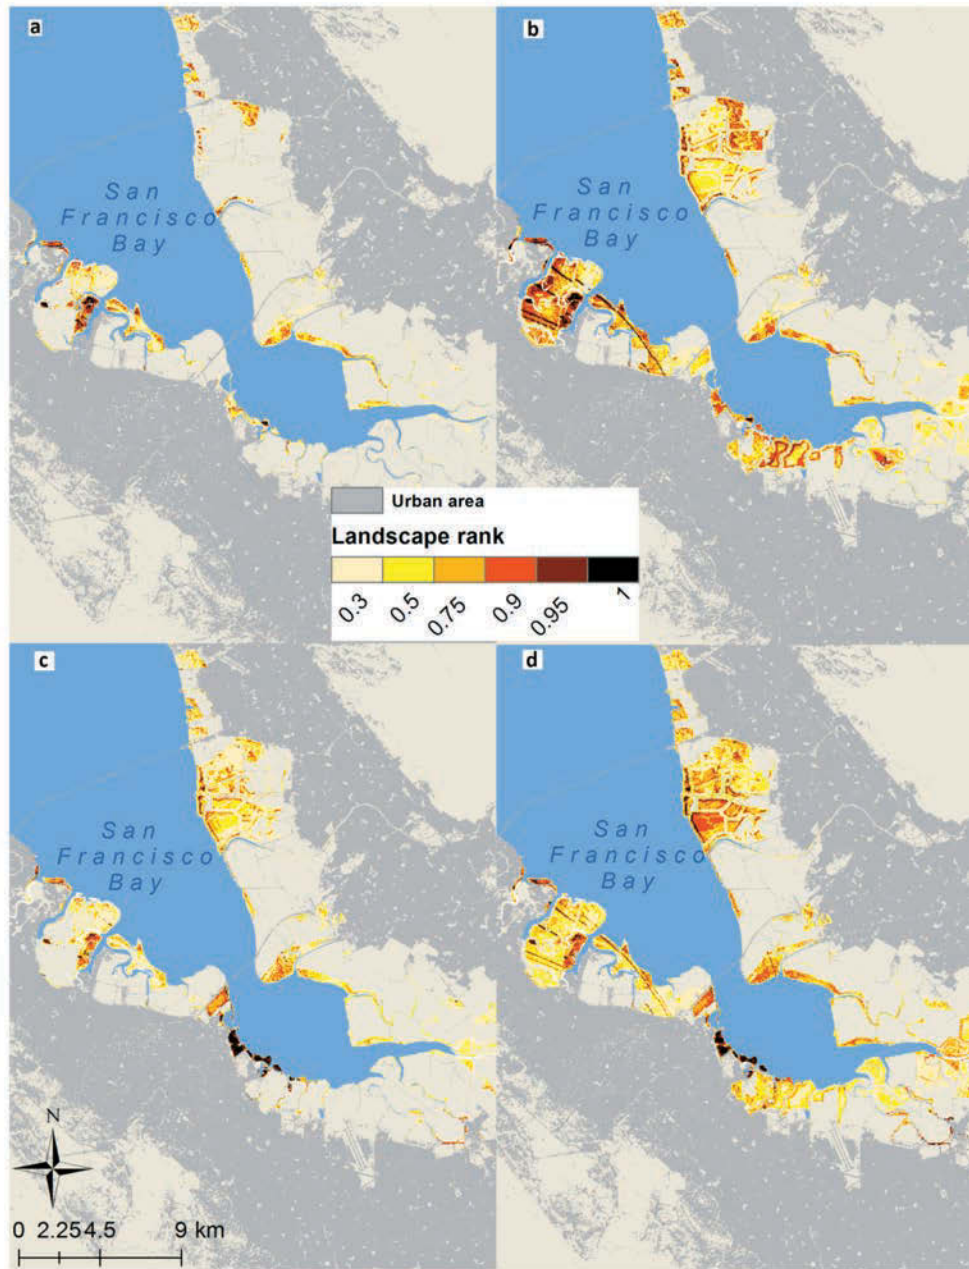 a
b
San
Francisco
Bay
San
Francisco
Bay
Urban area
Landscape rank
0.3
0.5
0.75
0.9
0.95
1
c
d
San
Francisco
Bay
San
Francisco
Bay
N
0 2.25 4.5 9 km